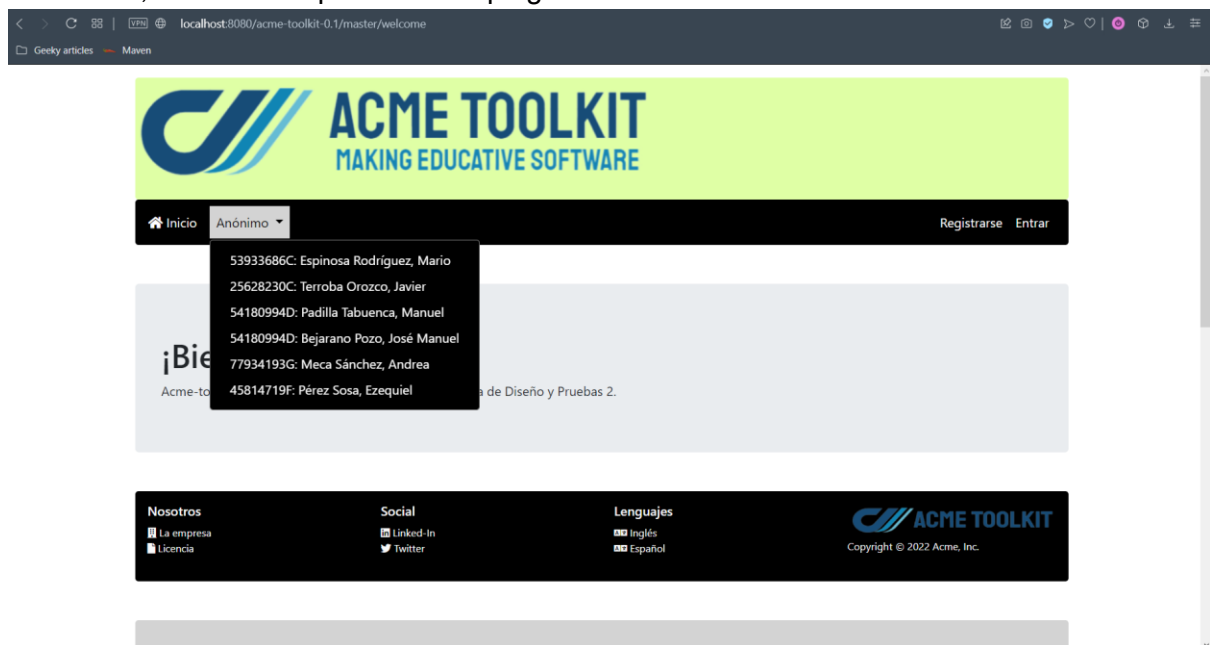 VPN localhost:8080/acme-toolkit-0.1/master/welcome
Geeky articles Maven
ACME TOOLKIT
MAKING EDUCATIVE SOFTWARE
Inicio Anónimo Registrarse Entrar
53933686C: Espinosa Rodríguez, Mario
25628230C: Terroba Orozco, Javier
54180994D: Padilla Tabuenca, Manuel
54180994D: Bejarano Pozo, José Manuel
77934193G: Meca Sánchez, Andrea
45814719F: Pérez Sosa, Ezequiel
¡Bie
Acme-to a de Diseño y Pruebas 2.
Nosotros Social Lenguajes
La empresa Linked-In Inglés
Licencia Twitter Español
ACME TOOLKIT
Copyright © 2022 Acme, Inc.